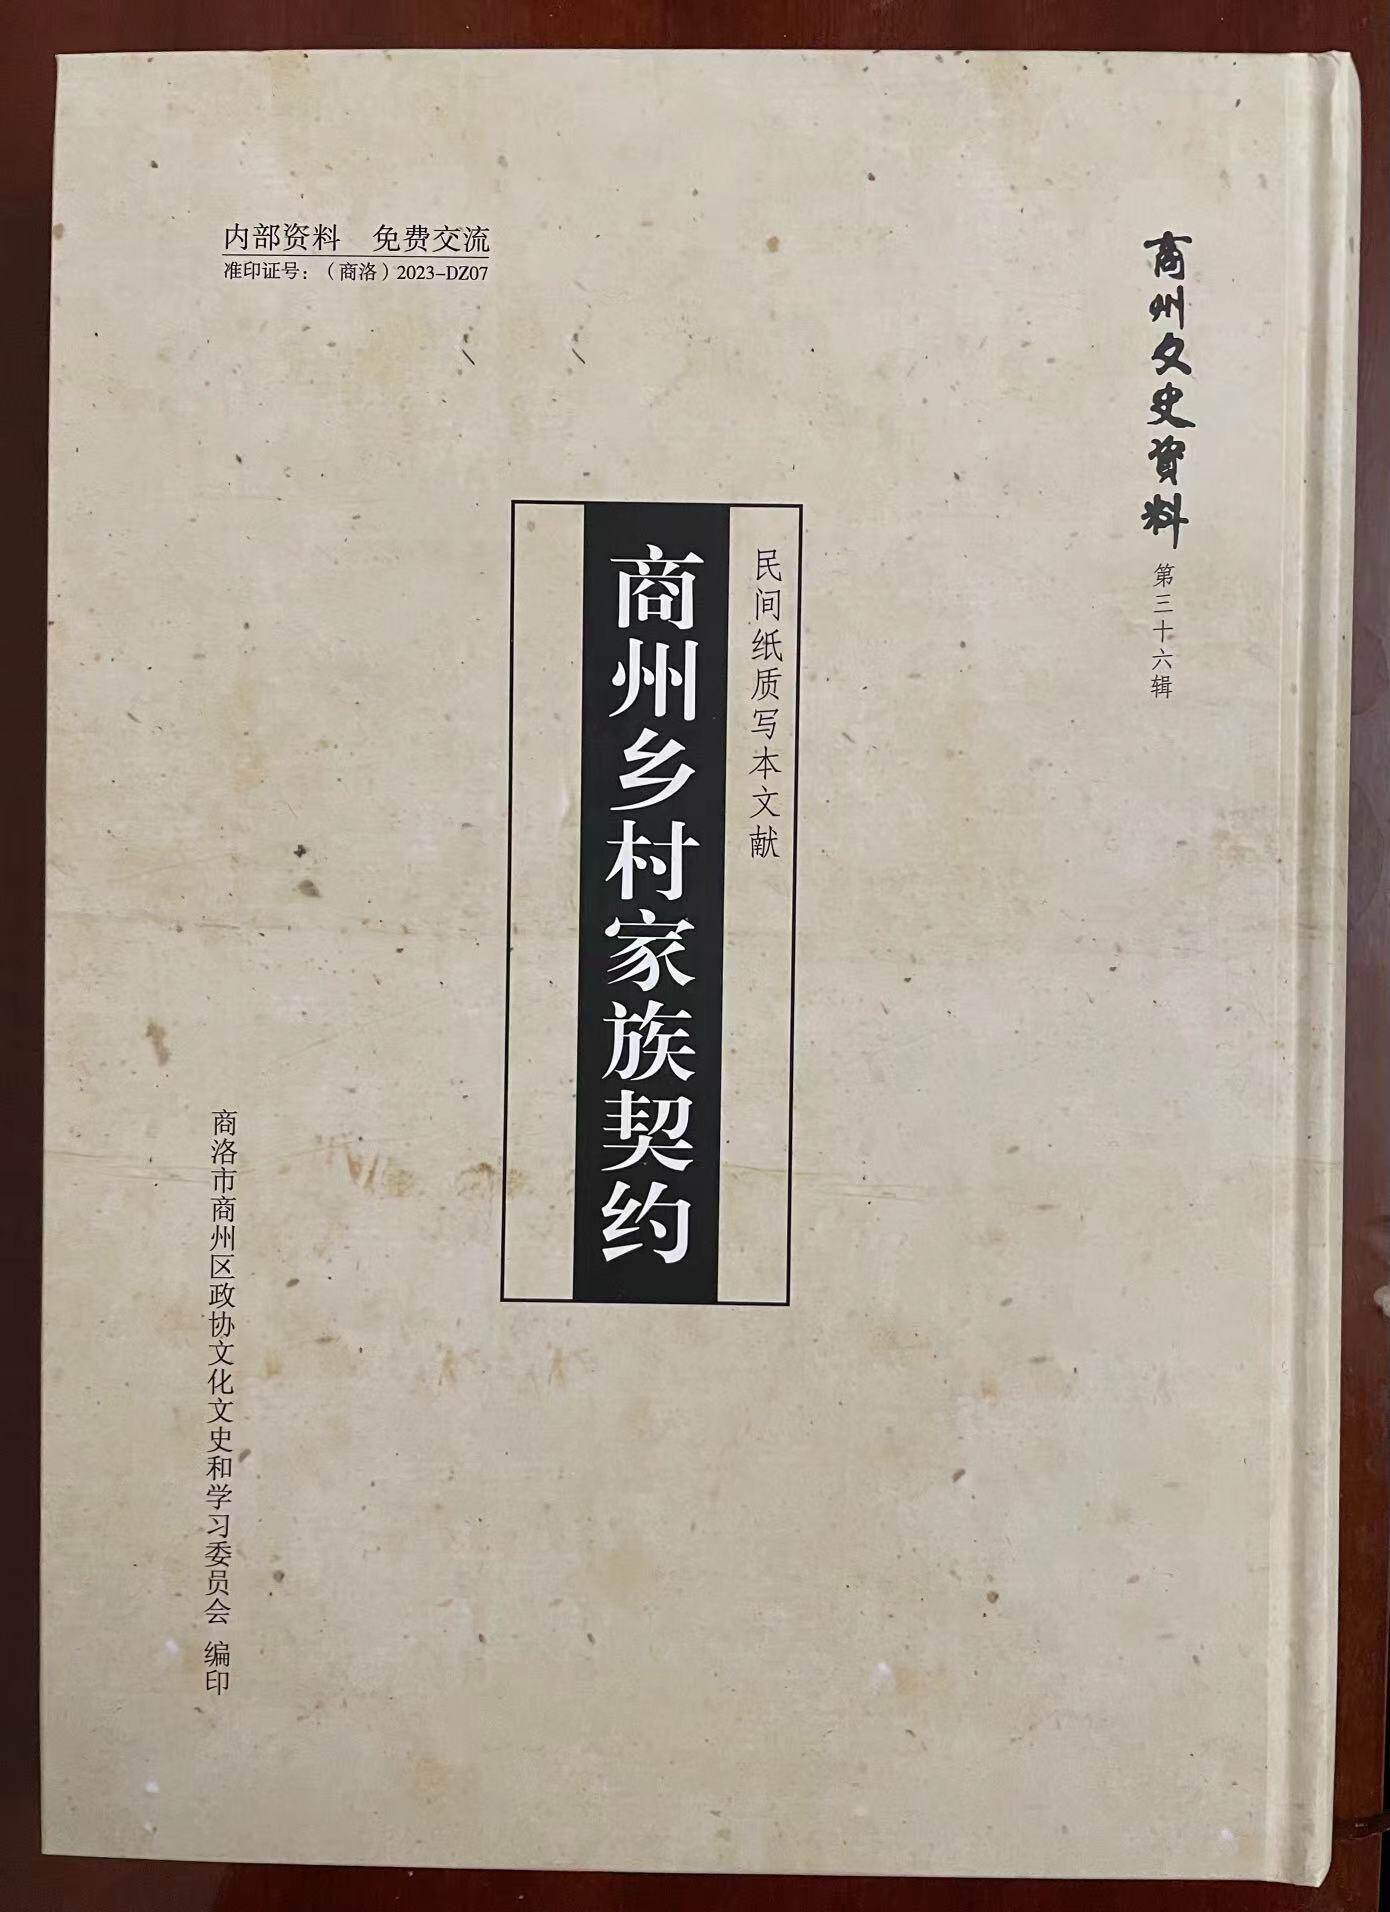 内部资料　免费交流
准印证号：（商洛）2023-DZ07
商州文史资料 第三十六辑
民间纸质写本文献
商州乡村家族契约
商洛市商州区政协文化文史和学习委员会 编印